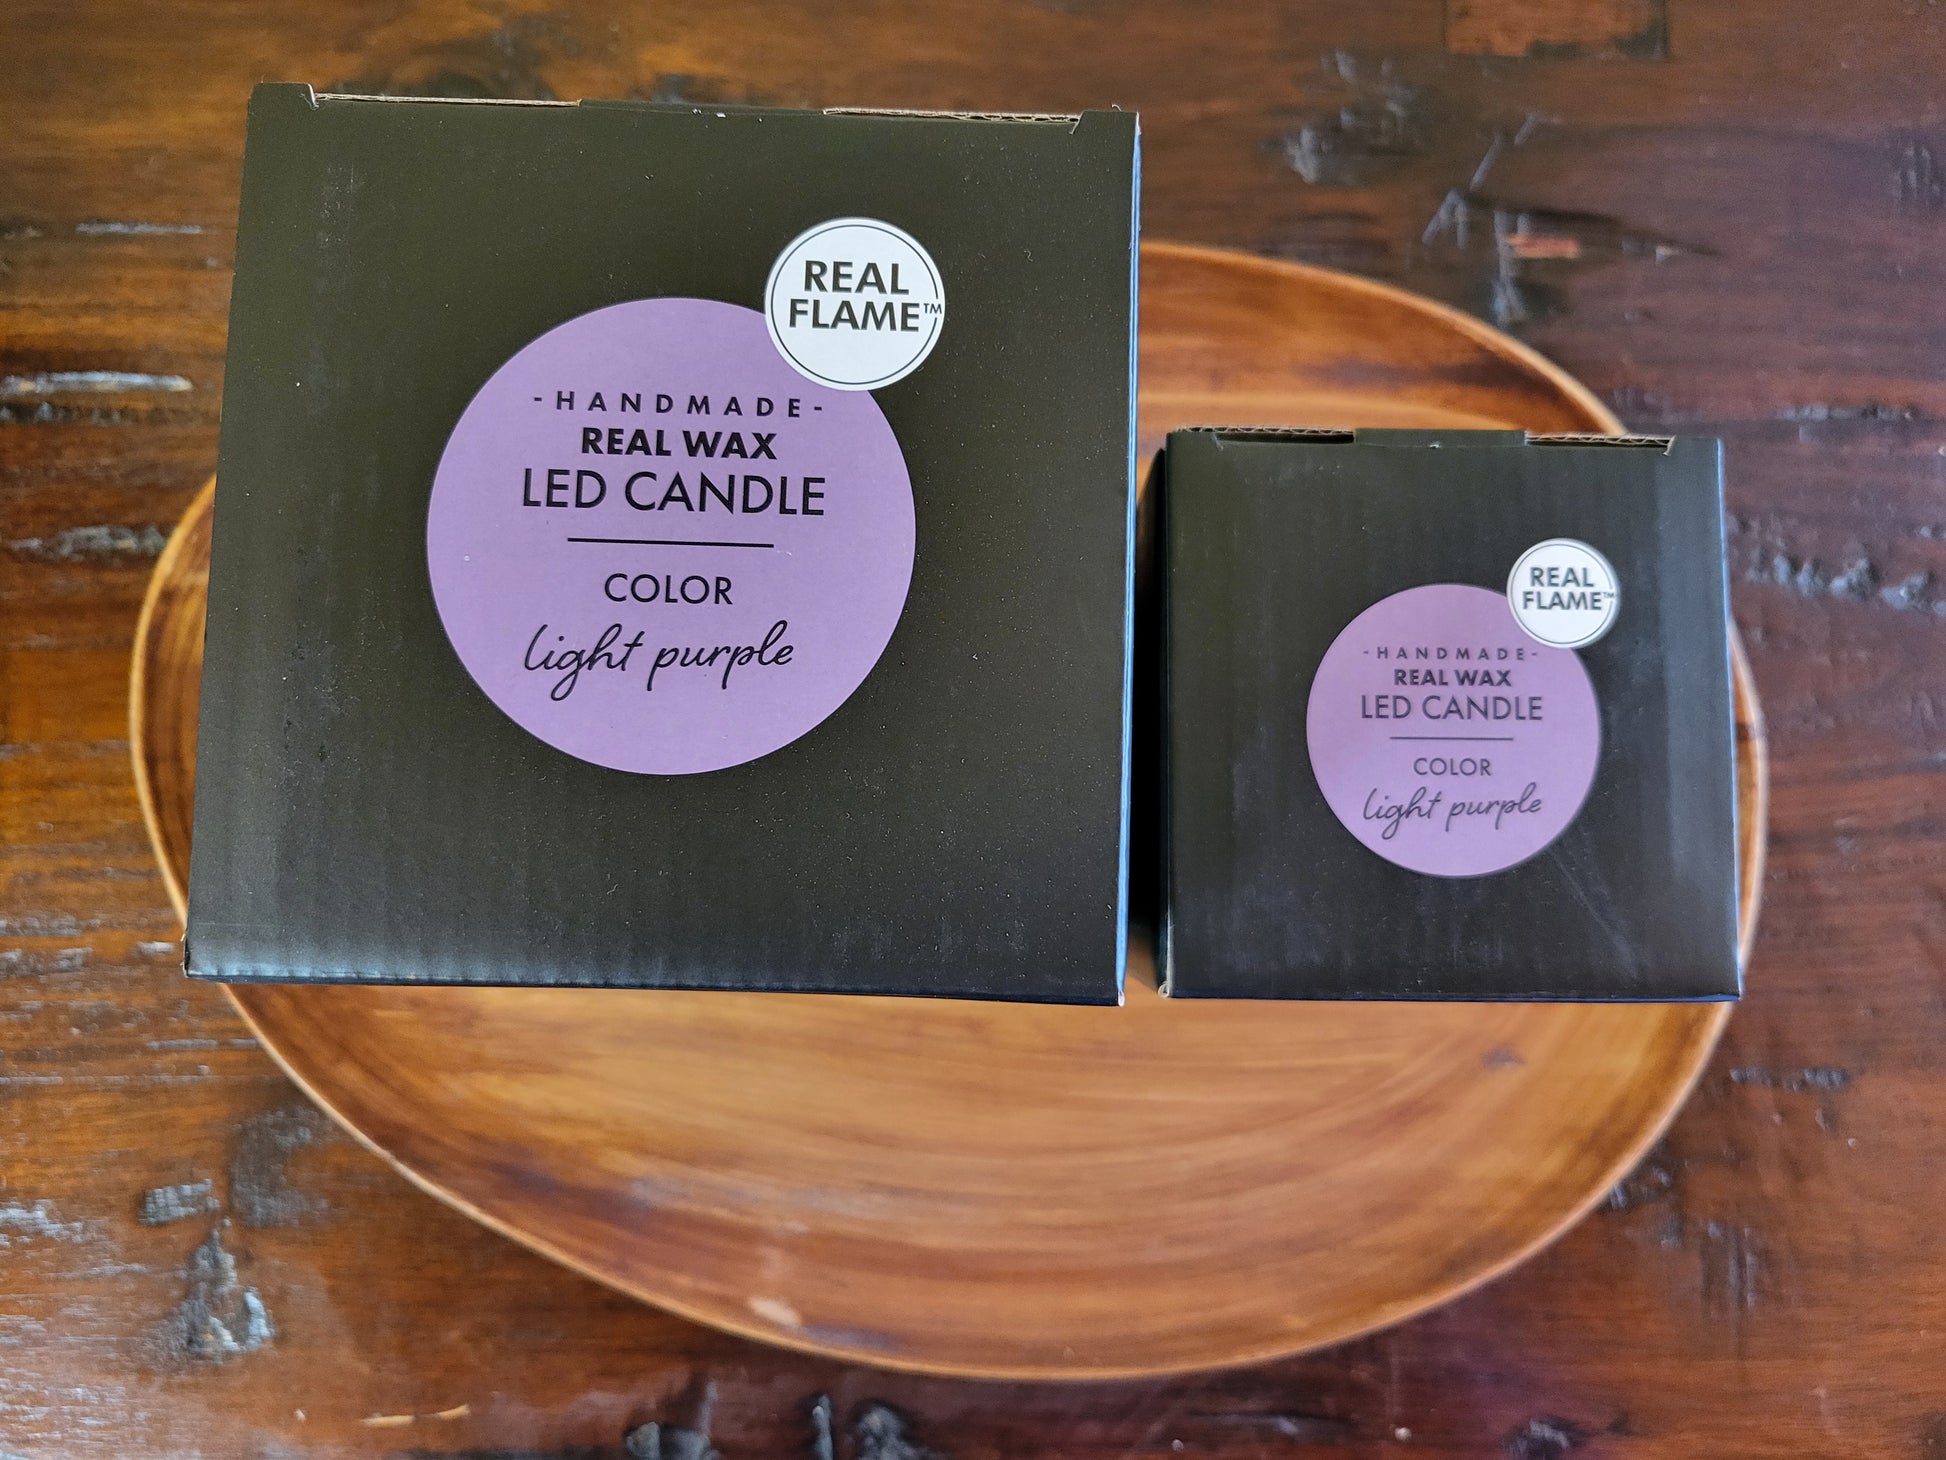 REAL
FLAME™
-HANDMADE-
REAL WAX
LED CANDLE
COLOR
light purple
REAL
FLAME™
-HANDMADE-
REAL WAX
LED CANDLE
COLOR
light purple